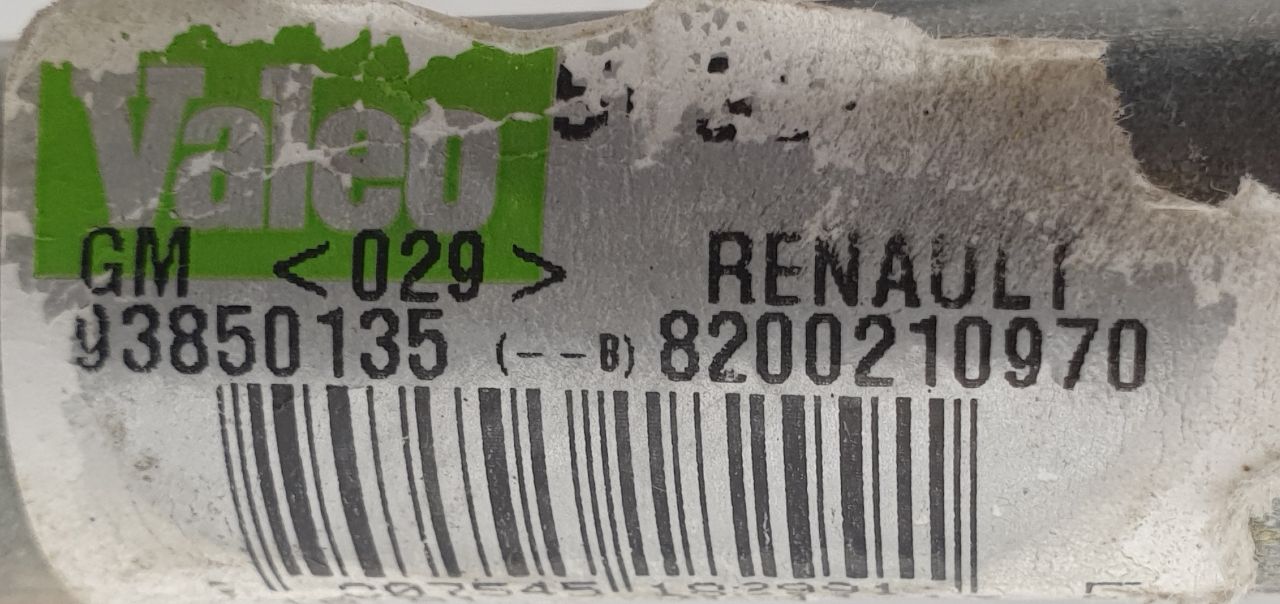 Valeo
GM <029> RENAULT
93850135 (--B) 8200210970